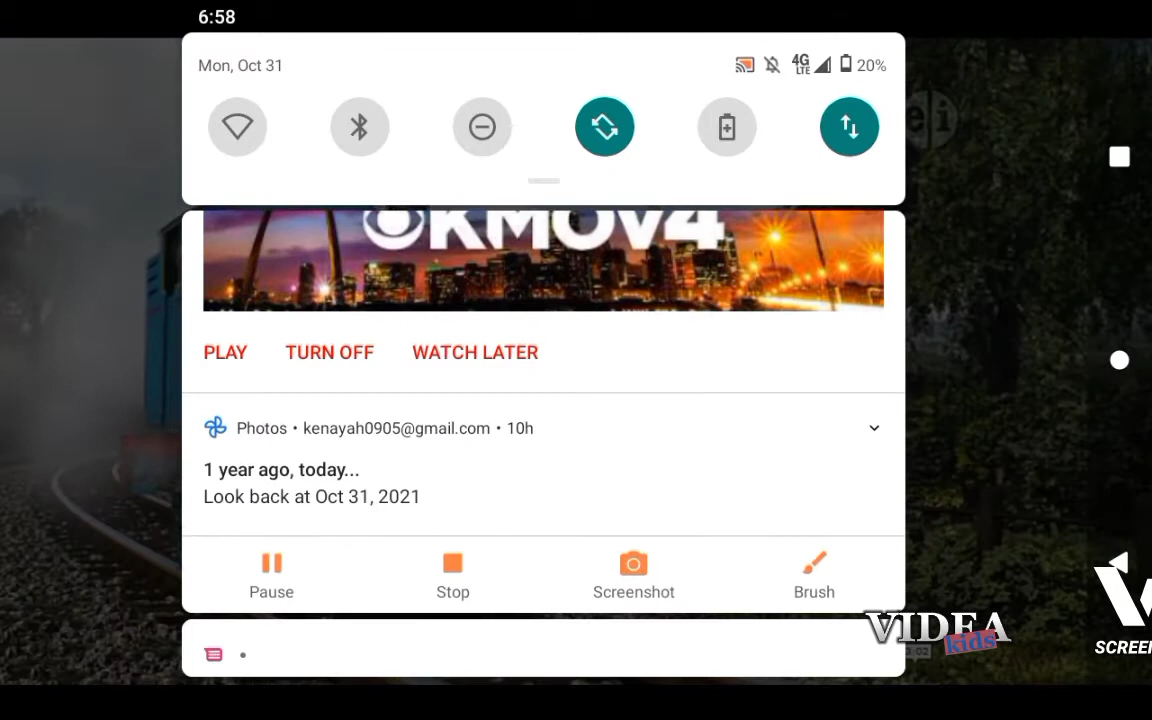 6:58
Mon, Oct 31
4G
LTE
20%
KMOV4
PLAY
TURN OFF
WATCH LATER
Photos • kenayah0905@gmail.com • 10h
1 year ago, today...
Look back at Oct 31, 2021
Pause
Stop
Screenshot
Brush
VIDEA
kids